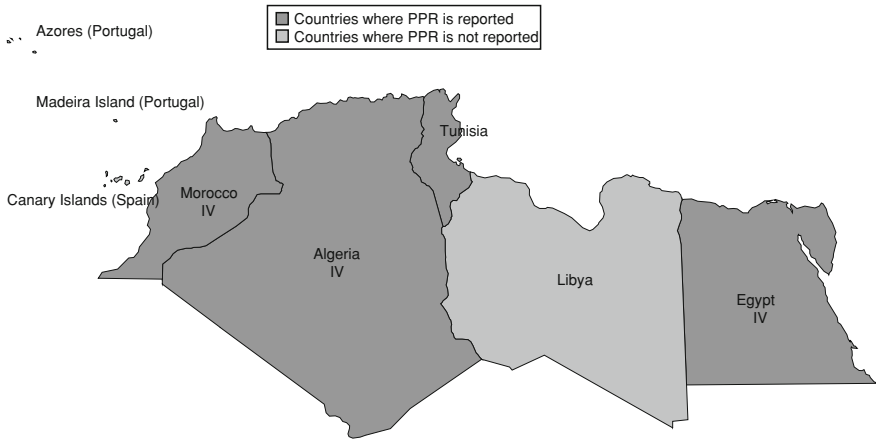 Countries where PPR is reported
Countries where PPR is not reported
Azores (Portugal)
Madeira Island (Portugal)
Canary Islands (Spain)
Morocco
IV
Algeria
IV
Tunisia
Libya
Egypt
IV